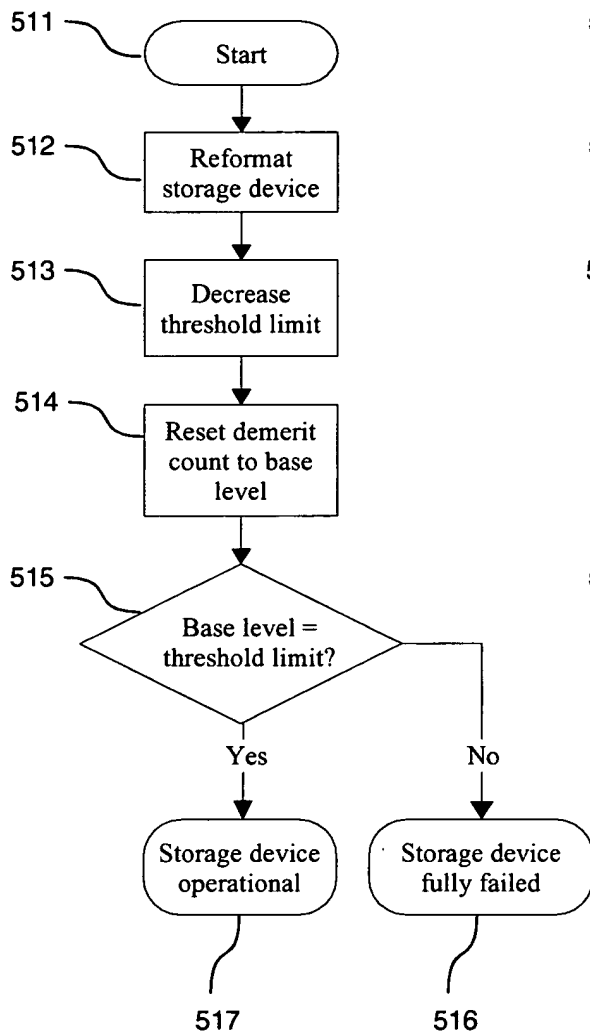 511
Start
512
Reformat
storage device
513
Decrease
threshold limit
514
Reset demerit
count to base
level
515
Base level =
threshold limit?
Yes
No
Storage device
operational
Storage device
fully failed
517
516
5